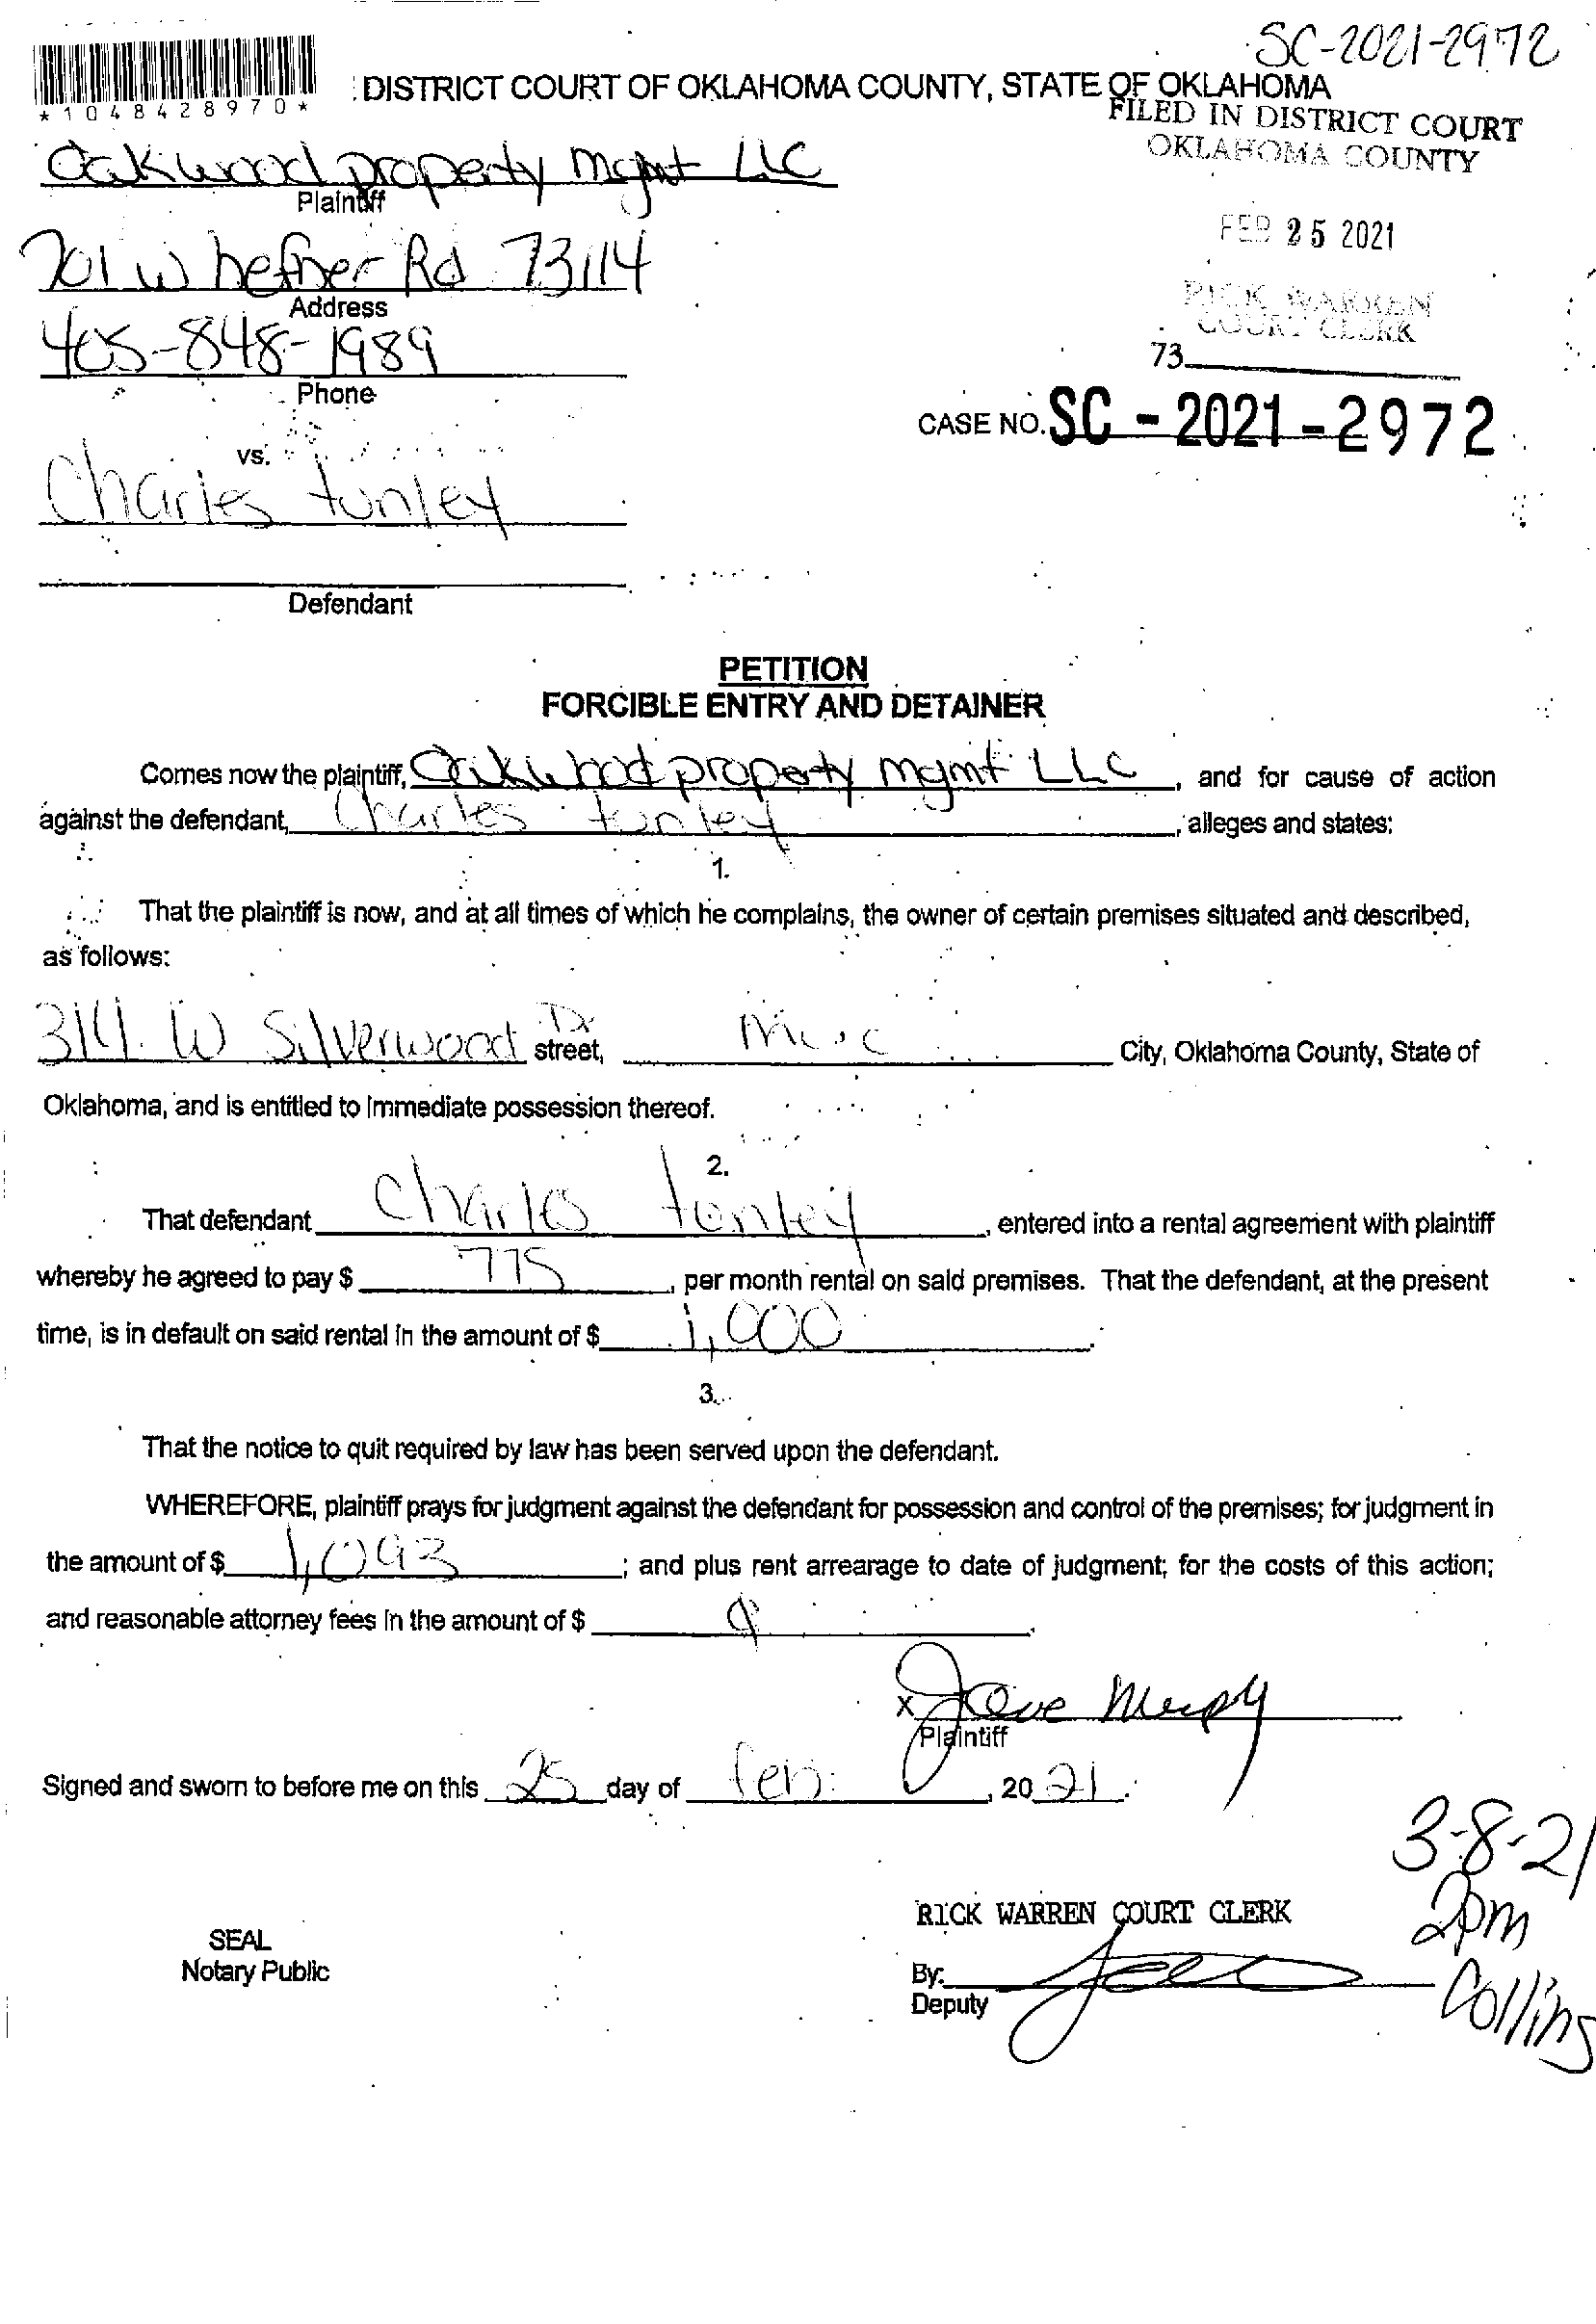 SC-2021-2972
*1048428970*
DISTRICT COURT OF OKLAHOMA COUNTY, STATE OF OKLAHOMA
FILED IN DISTRICT COURT
OKLAHOMA COUNTY
Oakwood property mgmt LLC
Plaintiff
FEB 25 2021
701 W hefner Rd 73114
Address
RICK WARREN
COURT CLERK
405-848-1989
73
Phone
CASE NO. SC-2021-2972
vs.
Charles tunley
Defendant
PETITION
FORCIBLE ENTRY AND DETAINER
Comes now the plaintiff, Oakwood property mgmt LLC, and for cause of action
against the defendant, Charles tunley, alleges and states:
1.
That the plaintiff is now, and at all times of which he complains, the owner of certain premises situated and described,
as follows:
314 W Silverwood Dr street, City, Oklahoma County, State of
Oklahoma, and is entitled to immediate possession thereof.
2.
That defendant Charles tunley, entered into a rental agreement with plaintiff
whereby he agreed to pay $ 775, per month rental on said premises. That the defendant, at the present
time, is in default on said rental in the amount of $ 1,000.
3.
That the notice to quit required by law has been served upon the defendant.
WHEREFORE, plaintiff prays for judgment against the defendant for possession and control of the premises; for judgment in
the amount of $ 1,093; and plus rent arrearage to date of judgment; for the costs of this action;
and reasonable attorney fees in the amount of $
X
Plaintiff
Signed and sworn to before me on this 25 day of feb, 2021.
3-8-21
2pm
Collins
RICK WARREN COURT CLERK
SEAL
Notary Public
By:
Deputy